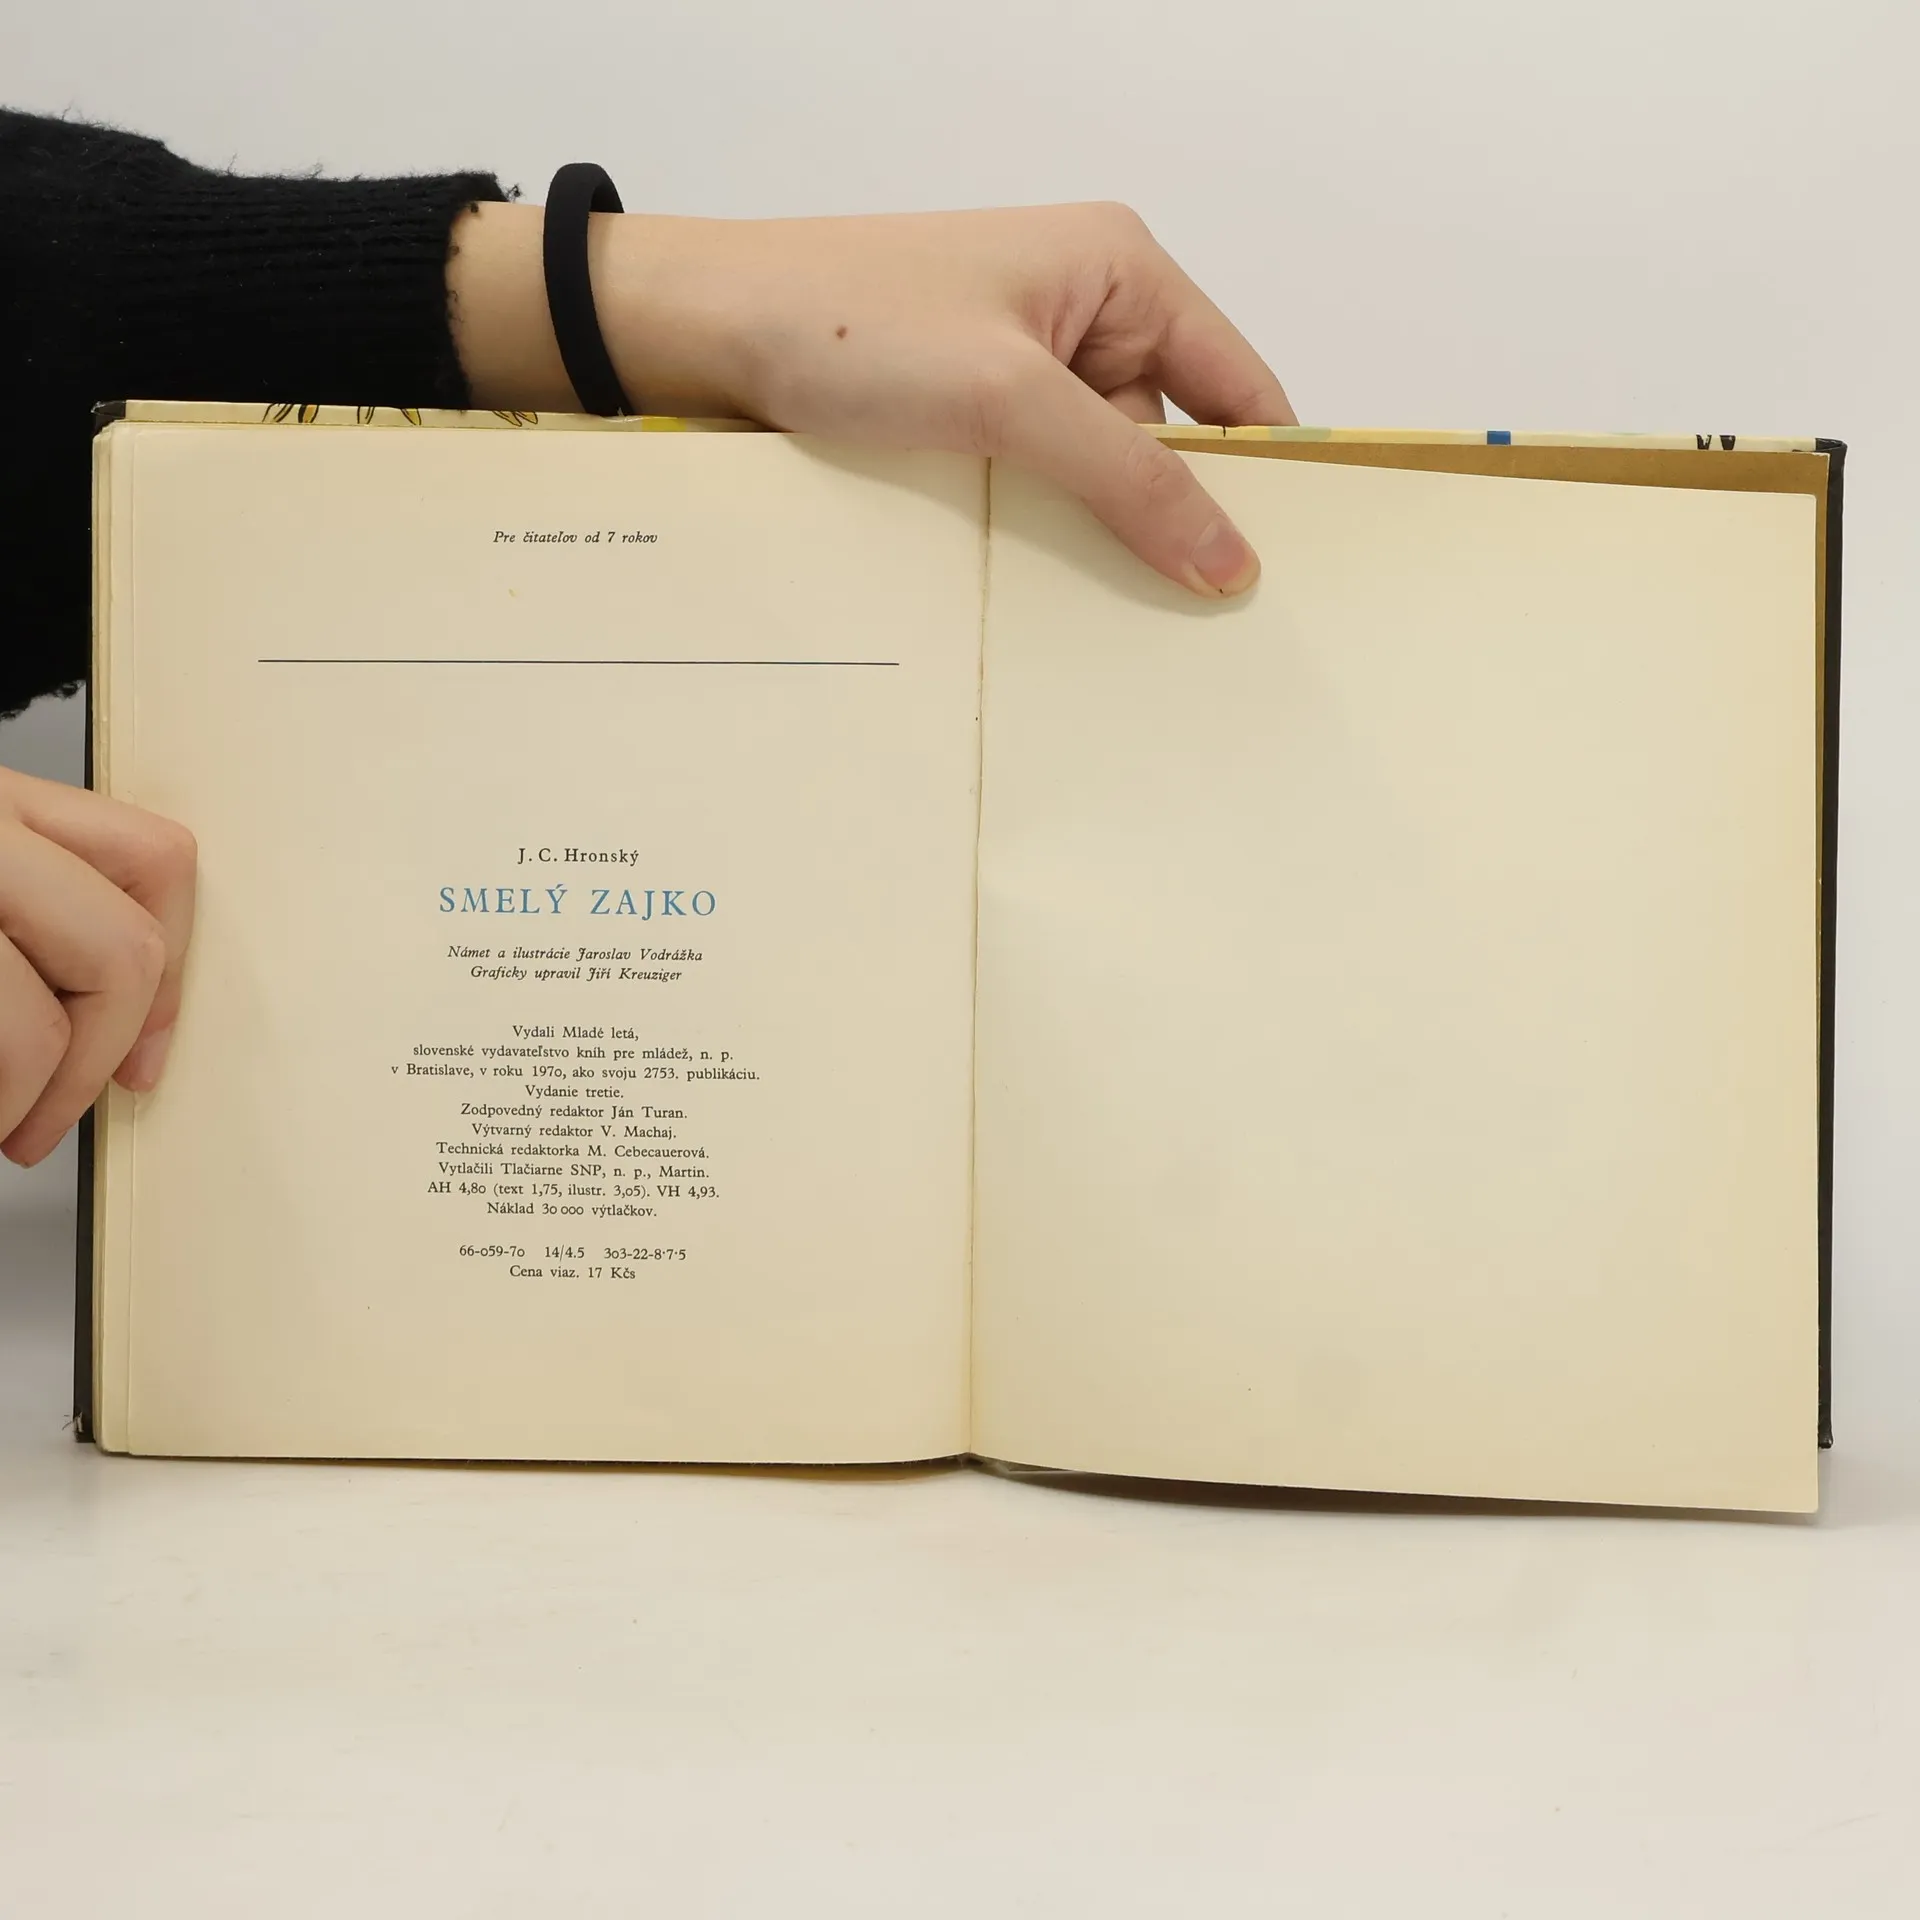 Pre čitateľov od 7 rokov
J. C. Hronský
SMELÝ ZAJKO
Námet a ilustrácie Jaroslav Vodrážka
Graficky upravil Jiří Kreuziger
Vydali Mladé letá,
slovenské vydavateľstvo kníh pre mládež, n. p.
v Bratislave, v roku 1970, ako svoju 2753. publikáciu.
Vydanie tretie.
Zodpovedný redaktor Ján Turan.
Výtvarný redaktor V. Machaj.
Technická redaktorka M. Cebecauerová.
Vytlačili Tlačiarne SNP, n. p., Martin.
AH 4,80 (text 1,75, ilustr. 3,05). VH 4,93.
Náklad 30 000 výtlačkov.
66-059-70 14/4.5 303-22-8·7·5
Cena viaz. 17 Kčs